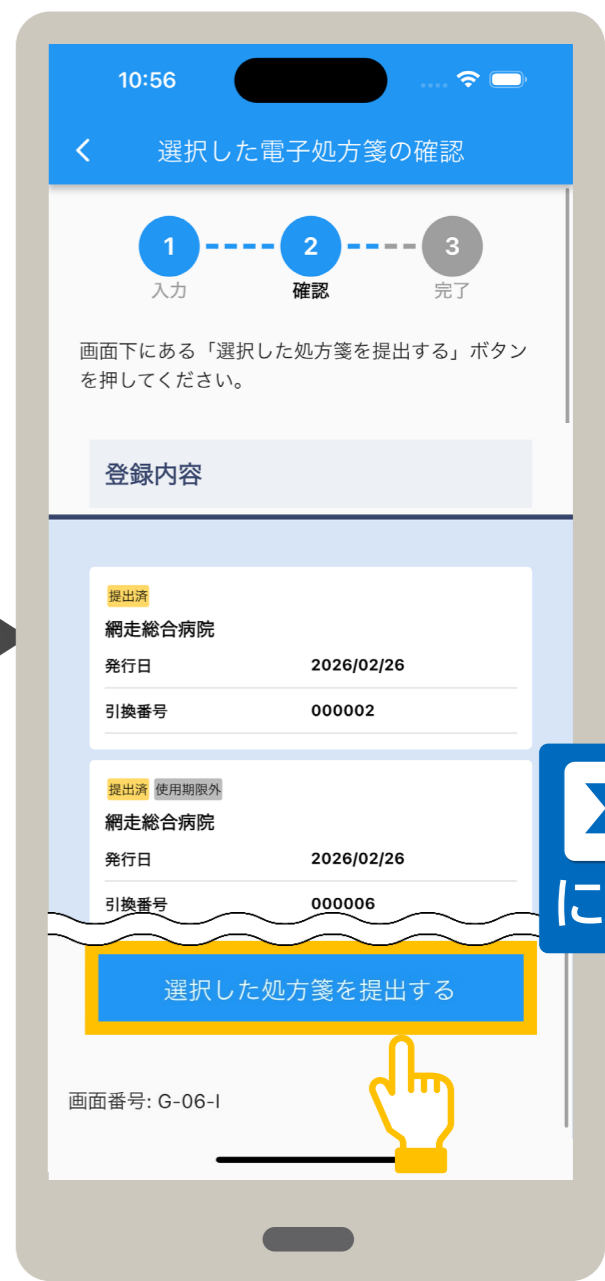 10:56
選択した電子処方箋の確認
1 2 3
入力 確認 完了
画面下にある「選択した処方箋を提出する」ボタン
を押してください。
登録内容
提出済
網走総合病院
発行日 2026/02/26
引換番号 000002
提出済 使用期限外
網走総合病院
発行日 2026/02/26
引換番号 000006
に
選択した処方箋を提出する
画面番号: G-06-I